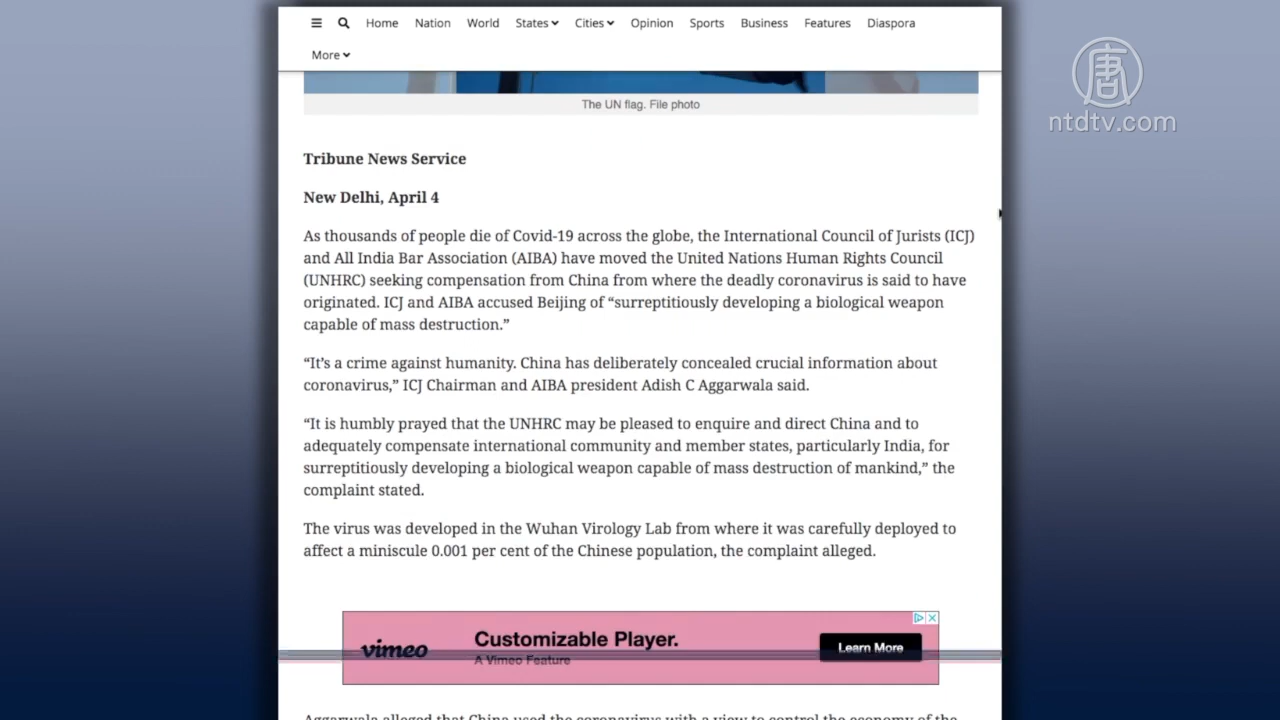 Home Nation World States Cities Opinion Sports Business Features Diaspora
More
唐
ntdtv.com
The UN flag. File photo
Tribune News Service
New Delhi, April 4
As thousands of people die of Covid-19 across the globe, the International Council of Jurists (ICJ)
and All India Bar Association (AIBA) have moved the United Nations Human Rights Council
(UNHRC) seeking compensation from China from where the deadly coronavirus is said to have
originated. ICJ and AIBA accused Beijing of “surreptitiously developing a biological weapon
capable of mass destruction.”
“It’s a crime against humanity. China has deliberately concealed crucial information about
coronavirus,” ICJ Chairman and AIBA president Adish C Aggarwala said.
“It is humbly prayed that the UNHRC may be pleased to enquire and direct China and to
adequately compensate international community and member states, particularly India, for
surreptitiously developing a biological weapon capable of mass destruction of mankind,” the
complaint stated.
The virus was developed in the Wuhan Virology Lab from where it was carefully deployed to
affect a miniscule 0.001 per cent of the Chinese population, the complaint alleged.
vimeo
Customizable Player.
A Vimeo Feature
Learn More
Aggarwala alleged that China used the coronavirus with a view to control the economy of the